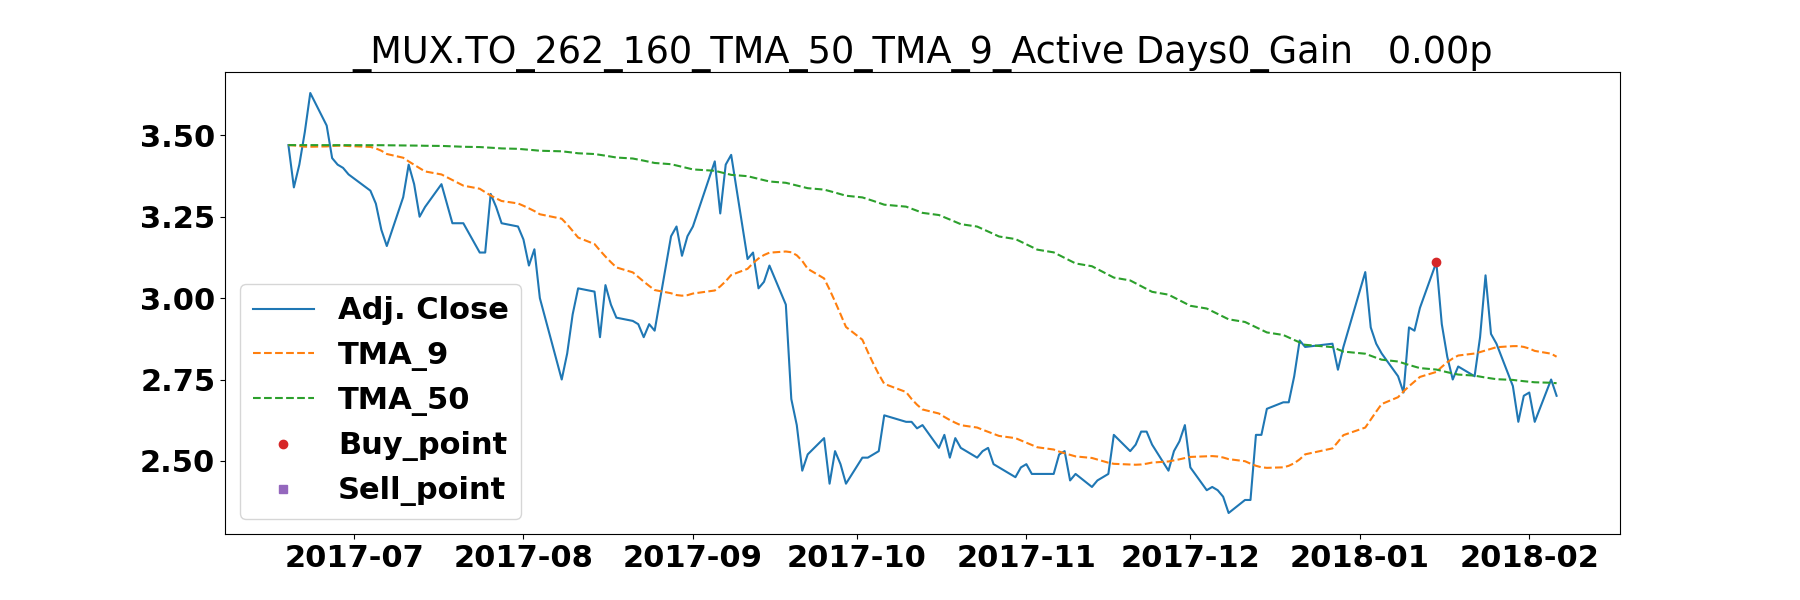 _MUX.TO_262_160_TMA_50_TMA_9_Active Days0_Gain   0.00p
3.50
3.25
3.00
2.75
2.50
Adj. Close
TMA_9
TMA_50
Buy_point
Sell_point
2017-07 2017-08 2017-09 2017-10 2017-11 2017-12 2018-01 2018-02